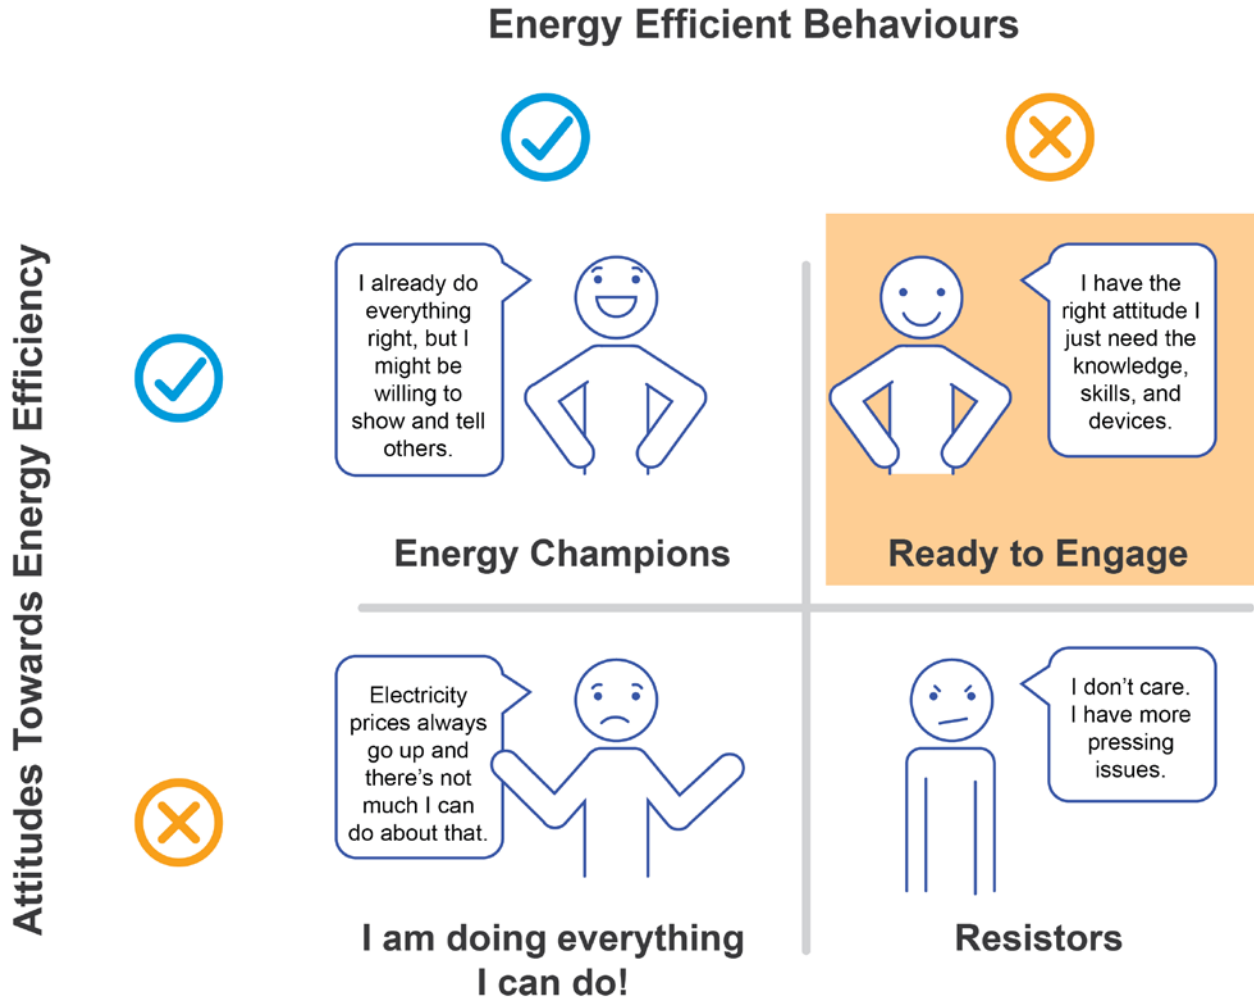 Energy Efficient Behaviours
Attitudes Towards Energy Efficiency
I already do
everything
right, but I
might be
willing to
show and tell
others.
Energy Champions
I have the
right attitude I
just need the
knowledge,
skills, and
devices.
Ready to Engage
Electricity
prices always
go up and
there's not
much I can
do about that.
I am doing everything
I can do!
I don't care.
I have more
pressing
issues.
Resistors